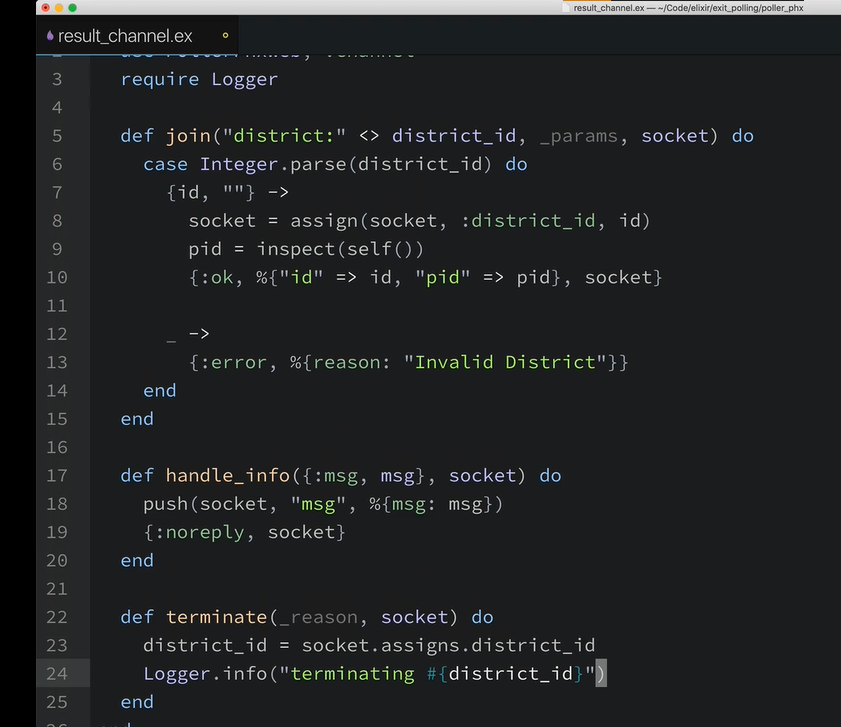 result_channel.ex — ~/Code/elixir/exit_polling/poller_phx
result_channel.ex
3 require Logger
4
5 def join("district:" <> district_id, _params, socket) do
6 case Integer.parse(district_id) do
7 {id, ""} ->
8 socket = assign(socket, :district_id, id)
9 pid = inspect(self())
10 {:ok, %{"id" => id, "pid" => pid}, socket}
11
12 _ ->
13 {:error, %{reason: "Invalid District"}}
14 end
15 end
16
17 def handle_info({:msg, msg}, socket) do
18 push(socket, "msg", %{msg: msg})
19 {:noreply, socket}
20 end
21
22 def terminate(_reason, socket) do
23 district_id = socket.assigns.district_id
24 Logger.info("terminating #{district_id}")
25 end